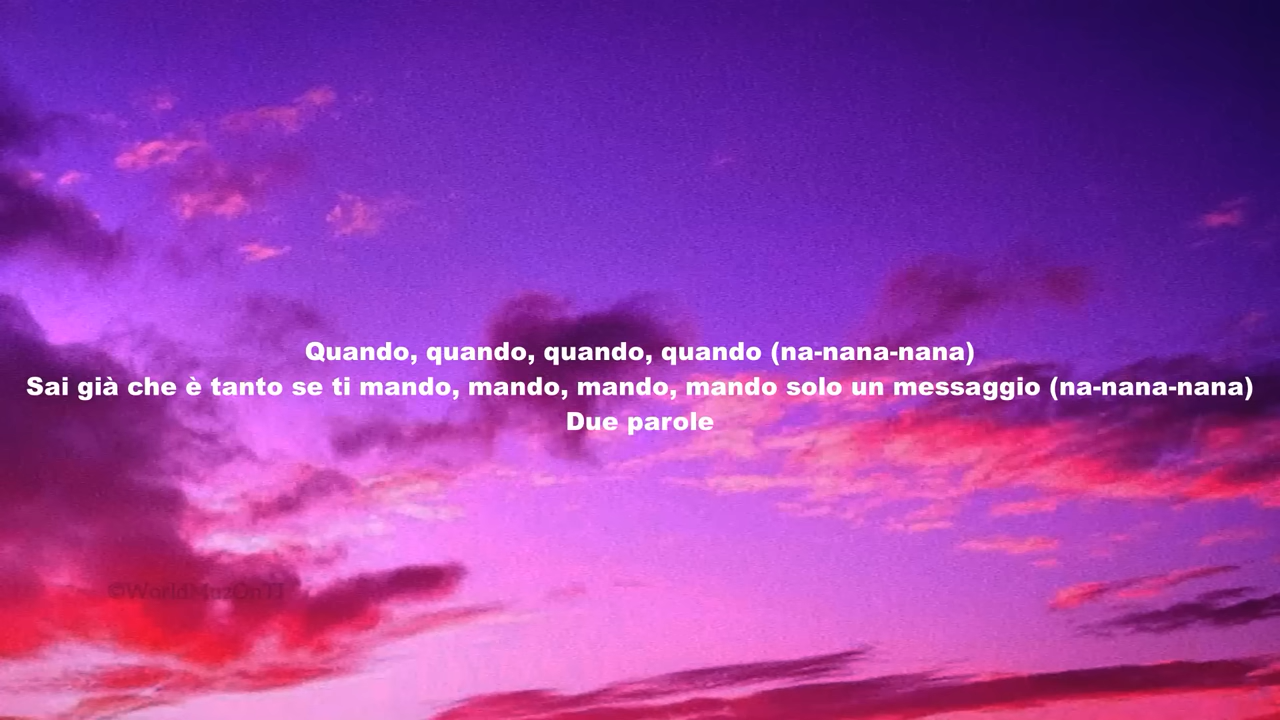 Quando, quando, quando, quando (na-nana-nana)
Sai già che è tanto se ti mando, mando, mando, mando solo un messaggio (na-nana-nana)
Due parole